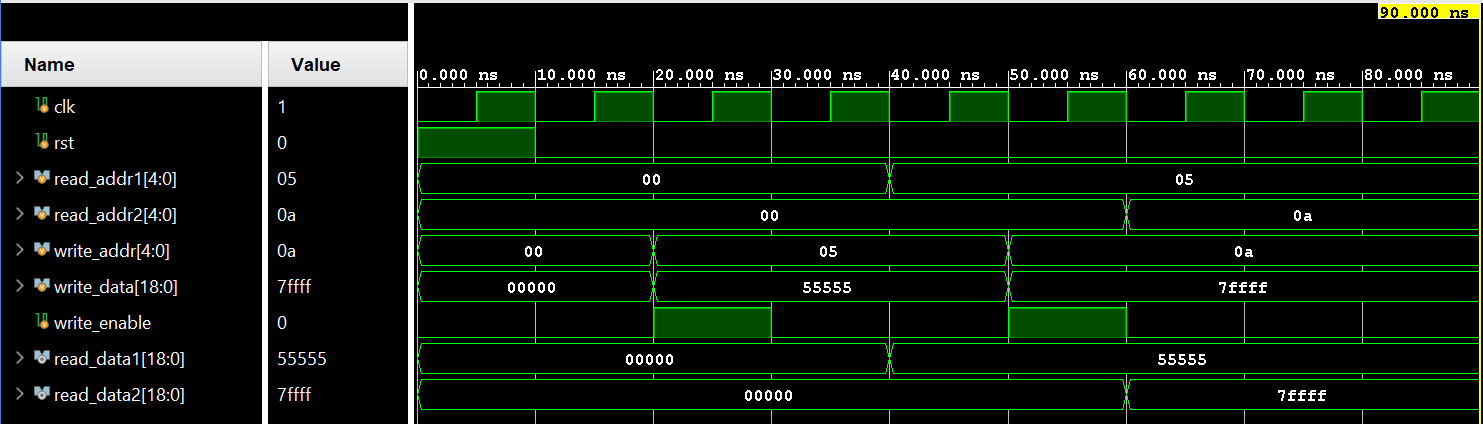 90.000 ns
Name Value
0.000 ns 10.000 ns 20.000 ns 30.000 ns 40.000 ns 50.000 ns 60.000 ns 70.000 ns 80.000 ns
clk 1
rst 0
read_addr1[4:0] 05 00 05
read_addr2[4:0] 0a 00 0a
write_addr[4:0] 0a 00 05 0a
write_data[18:0] 7ffff 00000 55555 7ffff
write_enable 0
read_data1[18:0] 55555 00000 55555
read_data2[18:0] 7ffff 00000 7ffff